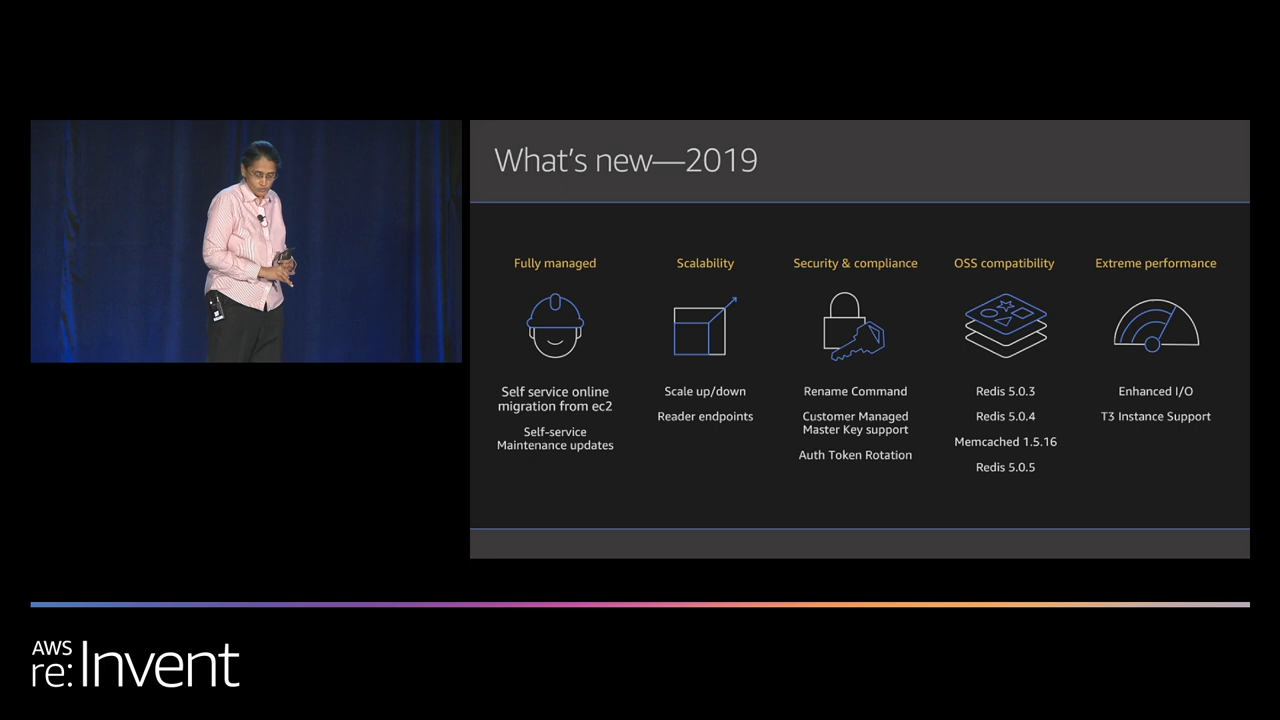 What's new—2019
Fully managed
Self service online
migration from ec2
Self-service
Maintenance updates
Scalability
Scale up/down
Reader endpoints
Security & compliance
Rename Command
Customer Managed
Master Key support
Auth Token Rotation
OSS compatibility
Redis 5.0.3
Redis 5.0.4
Memcached 1.5.16
Redis 5.0.5
Extreme performance
Enhanced I/O
T3 Instance Support
AWS
re:Invent